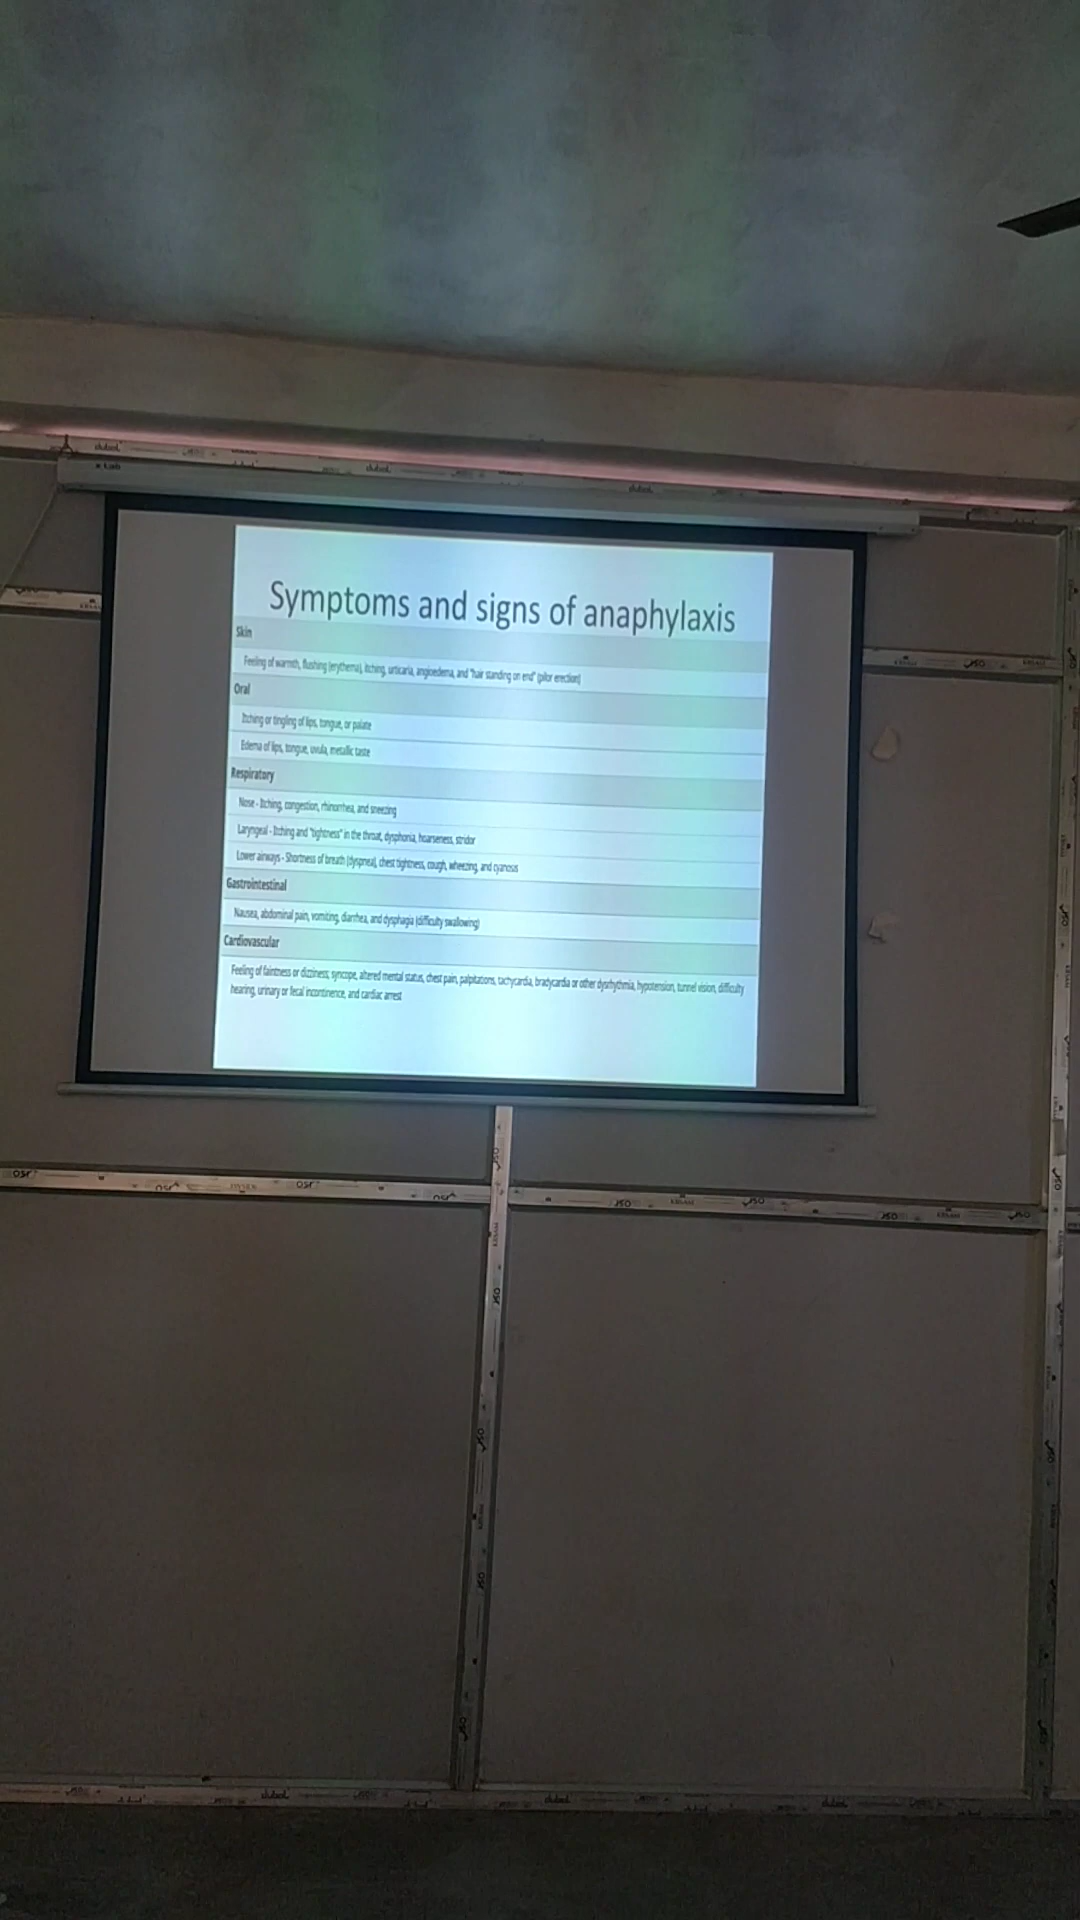 Symptoms and signs of anaphylaxis
Skin
Feeling of warmth, flushing (erythema), itching, urticaria, angioedema, and "hair standing on end" (pilor erection)
Oral
Itching or tingling of lips, tongue, or palate
Edema of lips, tongue, uvula, metallic taste
Respiratory
Nose - Itching, congestion, rhinorrhea, and sneezing
Laryngeal - Itching and "tightness" in the throat, dysphonia, hoarseness, stridor
Lower airways - Shortness of breath (dyspnea), chest tightness, cough, wheezing, and cyanosis
Gastrointestinal
Nausea, abdominal pain, vomiting, diarrhea, and dysphagia (difficulty swallowing)
Cardiovascular
Feeling of faintness or dizziness; syncope, altered mental status, chest pain, palpitations, tachycardia, bradycardia or other dysrhythmia, hypotension, tunnel vision, difficulty
hearing, urinary or fecal incontinence, and cardiac arrest